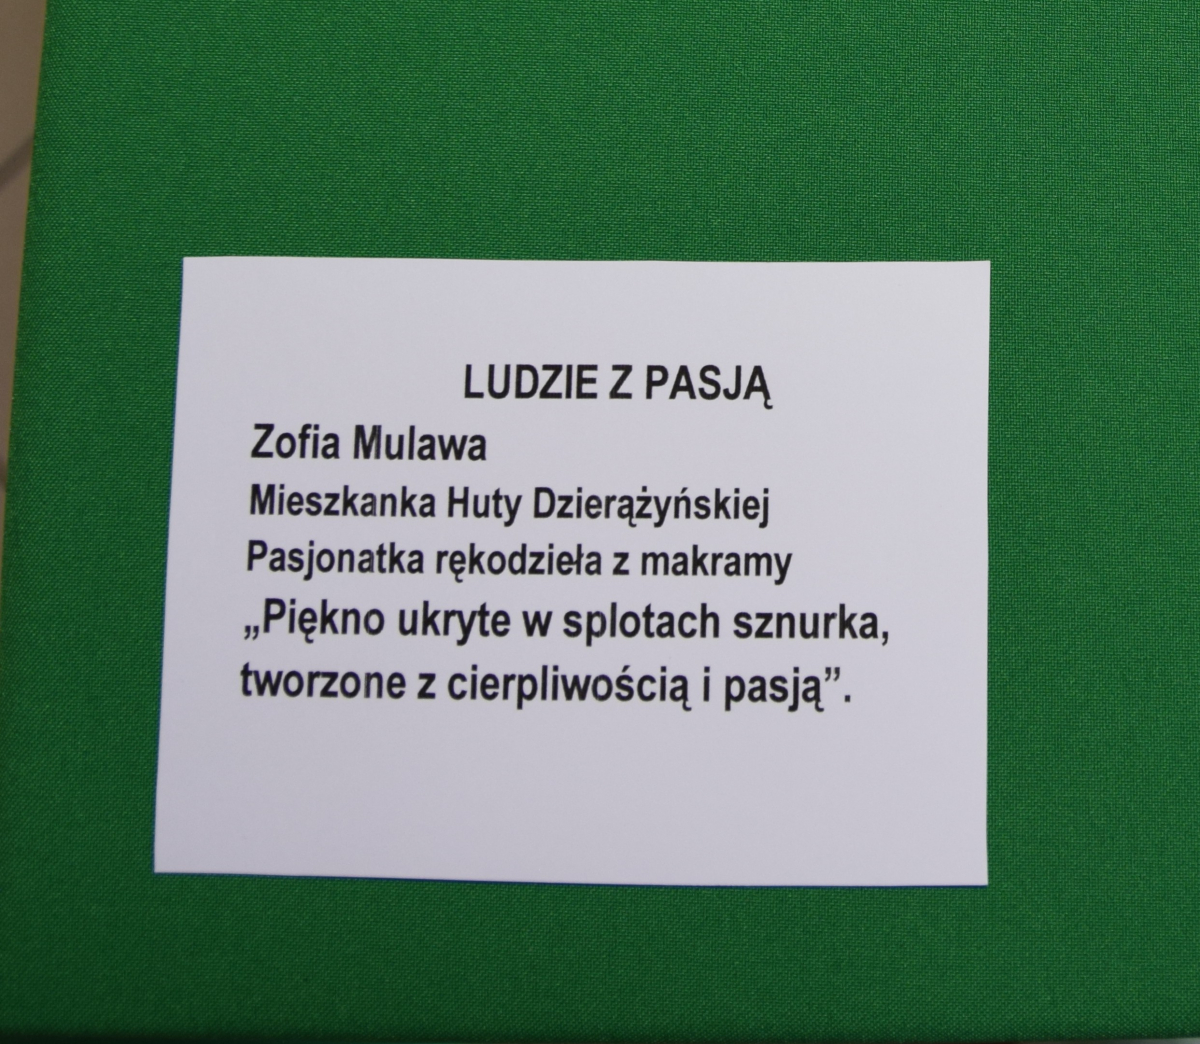 LUDZIE Z PASJĄ
Zofia Mulawa
Mieszkanka Huty Dzierążyńskiej
Pasjonatka rękodzieła z makramy
„Piękno ukryte w splotach sznurka,
tworzone z cierpliwością i pasją”.